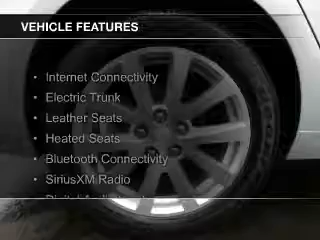 VEHICLE FEATURES
• Internet Connectivity
• Electric Trunk
• Leather Seats
• Heated Seats
• Bluetooth Connectivity
• SiriusXM Radio